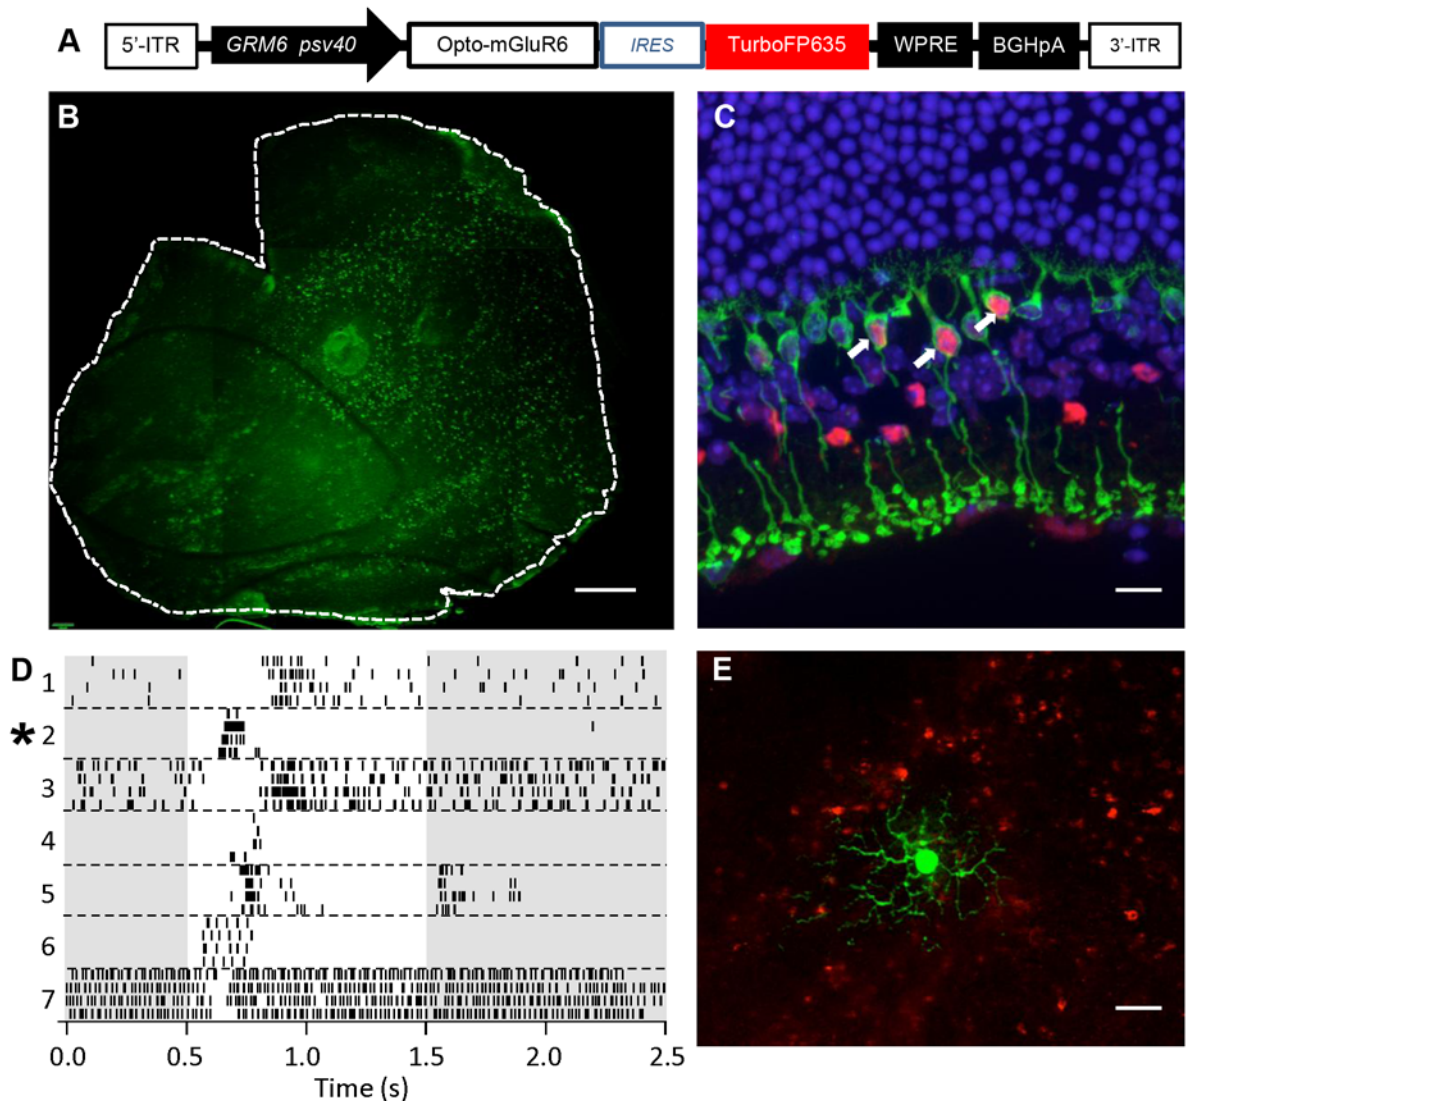 A
5'-ITR GRM6 psv40 Opto-mGluR6 IRES TurboFP635 WPRE BGHpA 3'-ITR
B
C
D
1
* 2
3
4
5
6
7
0.0 0.5 1.0 1.5 2.0 2.5
Time (s)
E